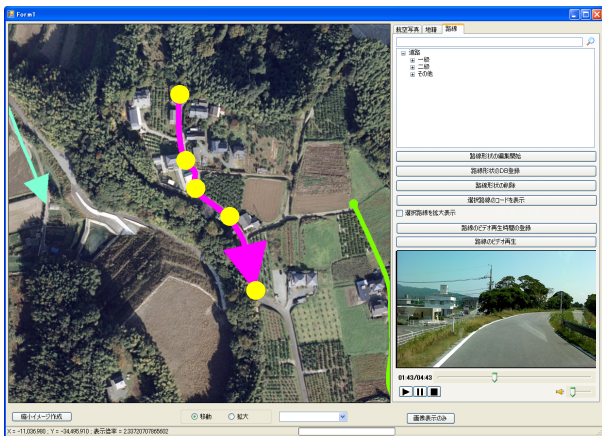 Form1
航空写真 地籍 路線
道路
一級
二級
その他
路線形状の編集開始
路線形状のDB登録
路線形状の削除
選択路線のコードを表示
選択路線を拡大表示
路線のビデオ再生時間の登録
路線のビデオ再生
01:43/04:43
縮小イメージ作成 移動 拡大 画像表示のみ
X = -11,036.980 ; Y = -34,495.910 ; 表示倍率 = 2.33720707865602